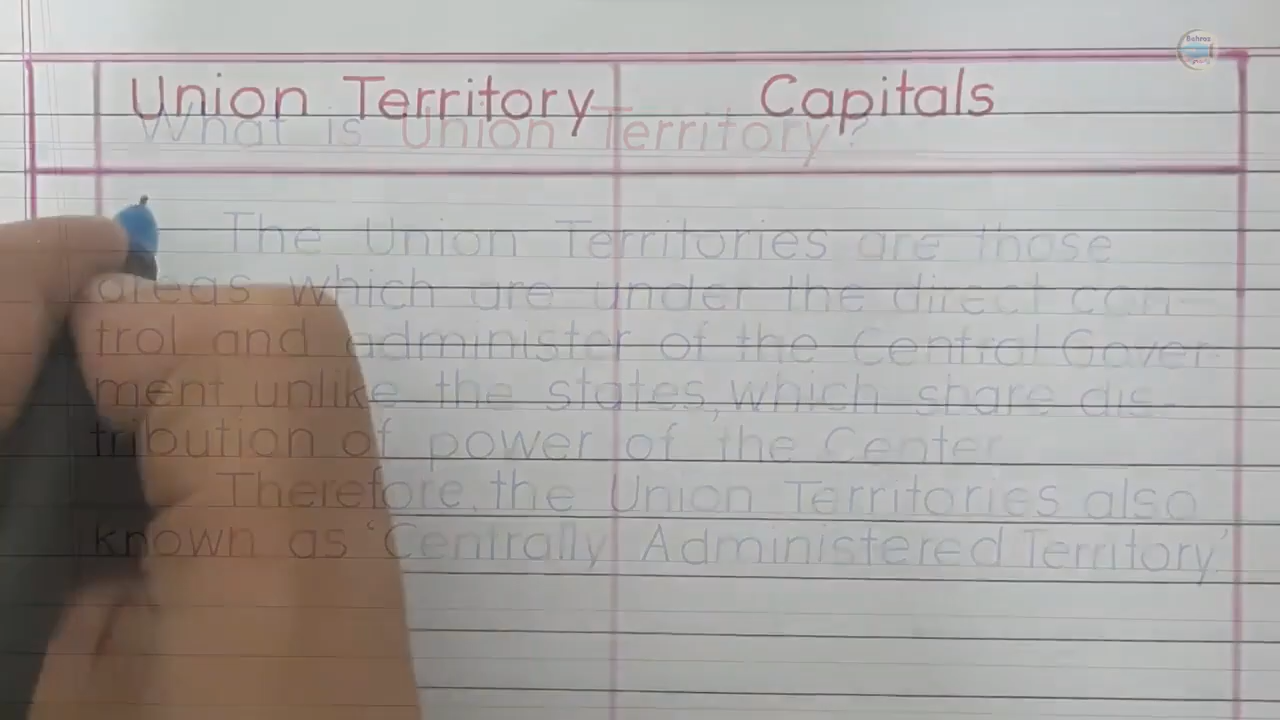 Union Territory Capitals
What is Union Territory?
The Union Territories are those
areas which are under the direct con-
trol and administer of the Central Gover-
ment unlike the states, which share dis-
tribution of power of the Center
Therefore, the Union Territories also
known as 'Centrally Administered Territory.'
Bahroz